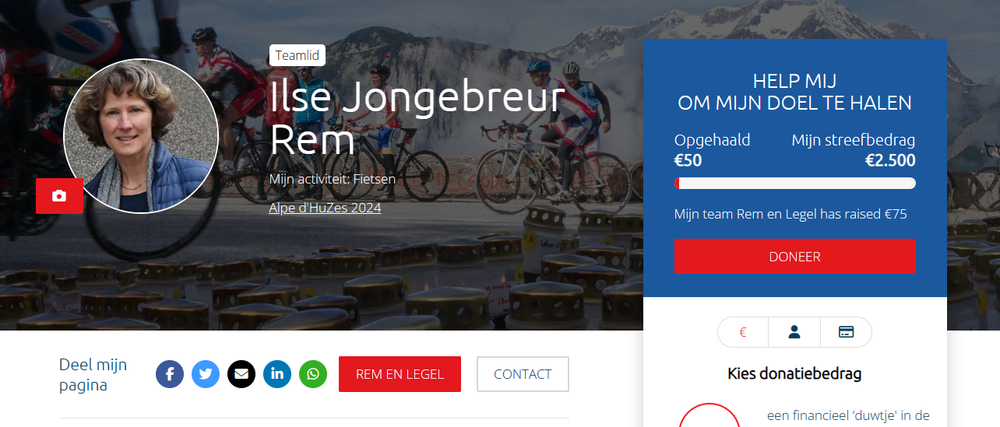 Teamlid
Ilse Jongebreur
Rem
Mijn activiteit: Fietsen
Alpe d'HuZes 2024
HELP MIJ
OM MIJN DOEL TE HALEN
Opgehaald
€50
Mijn streefbedrag
€2.500
Mijn team Rem en Legel has raised €75
DONEER
€
Kies donatiebedrag
een financieel ‘duwtje' in de
Deel mijn
pagina
REM EN LEGEL
CONTACT